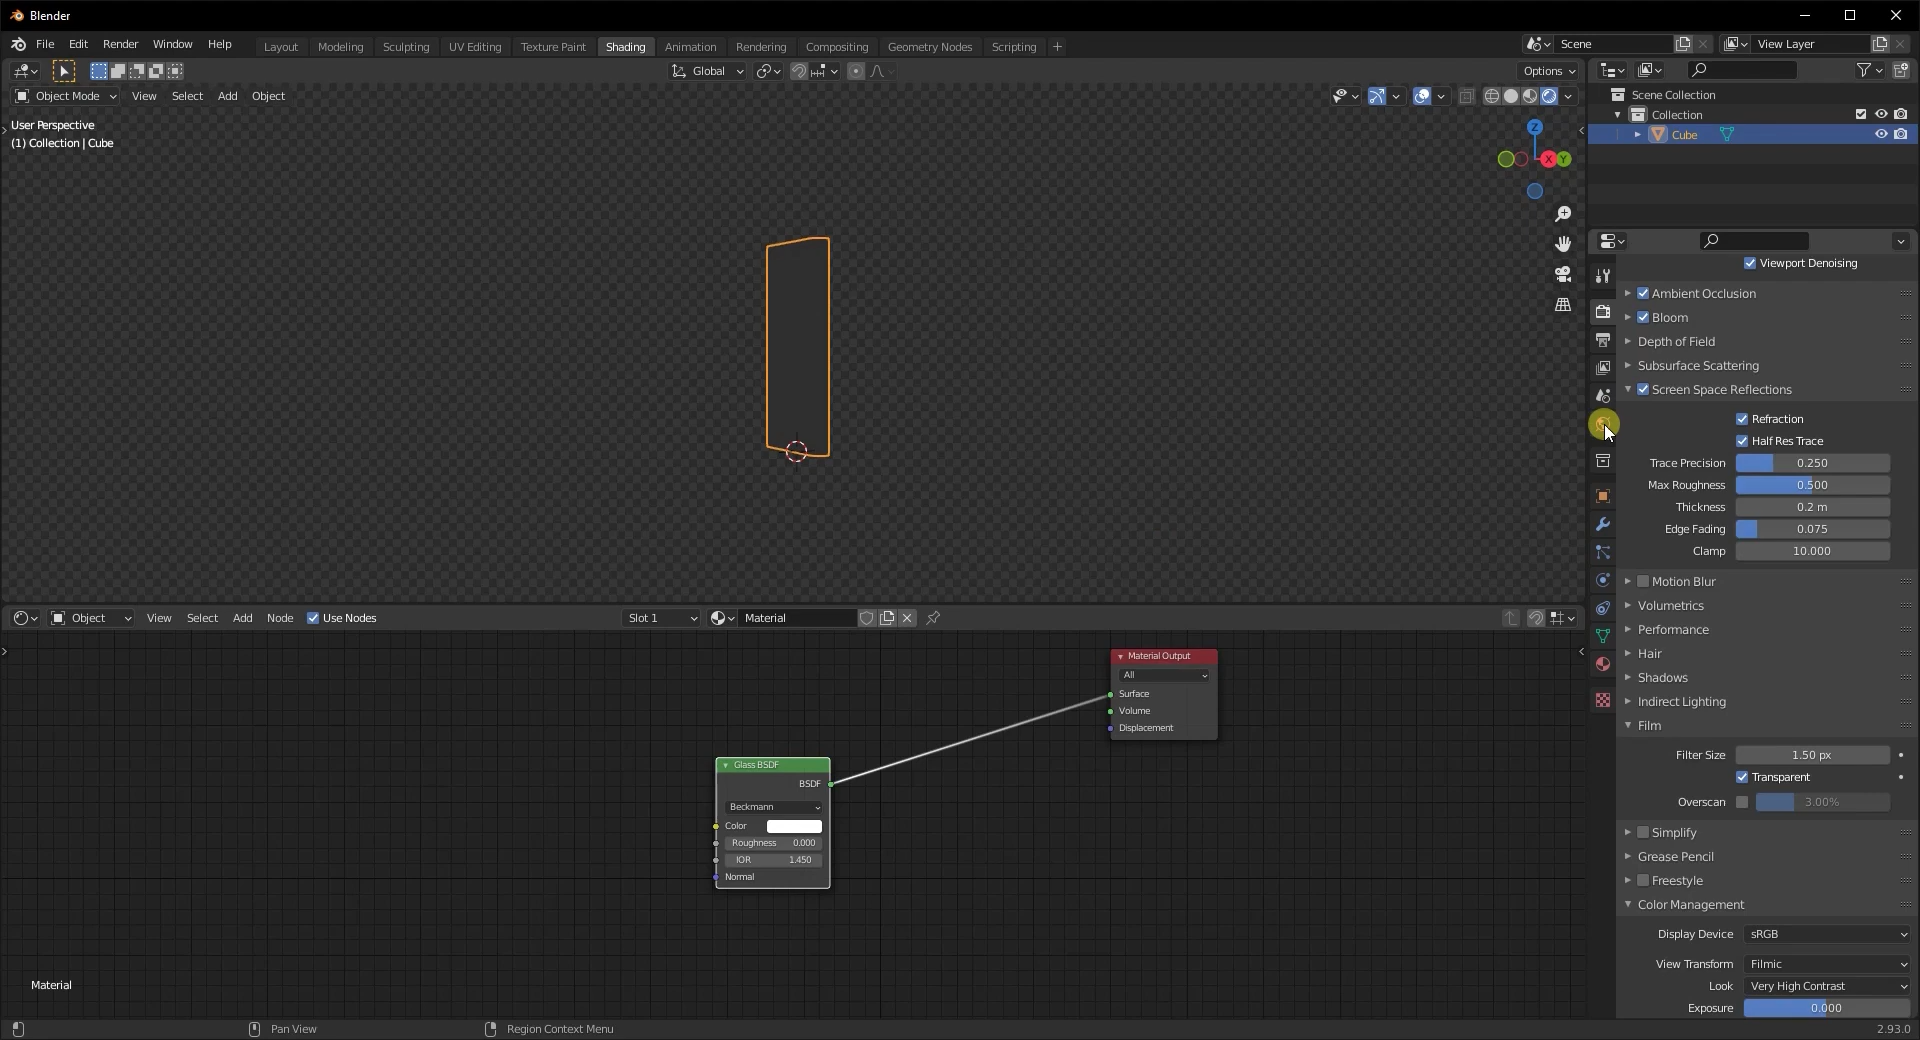 Blender
File Edit Render Window Help
Layout Modeling Sculpting UV Editing Texture Paint Shading Animation Rendering Compositing Geometry Nodes Scripting +
Scene
View Layer
Global
Options
Object Mode View Select Add Object
User Perspective
(1) Collection | Cube
Z
X Y
Scene Collection
Collection
Cube
Viewport Denoising
Ambient Occlusion
Bloom
Depth of Field
Subsurface Scattering
Screen Space Reflections
Refraction
Half Res Trace
Trace Precision 0.250
Max Roughness 0.500
Thickness 0.2 m
Edge Fading 0.075
Clamp 10.000
Motion Blur
Volumetrics
Performance
Hair
Shadows
Indirect Lighting
Film
Filter Size 1.50 px
Transparent
Overscan 3.00%
Simplify
Grease Pencil
Freestyle
Color Management
Display Device sRGB
View Transform Filmic
Look Very High Contrast
Exposure 0.000
Object View Select Add Node Use Nodes Slot 1 Material
Material Output
All
Surface
Volume
Displacement
Glass BSDF
BSDF
Beckmann
Color
Roughness 0.000
IOR 1.450
Normal
Material
Pan View Region Context Menu 2.93.0